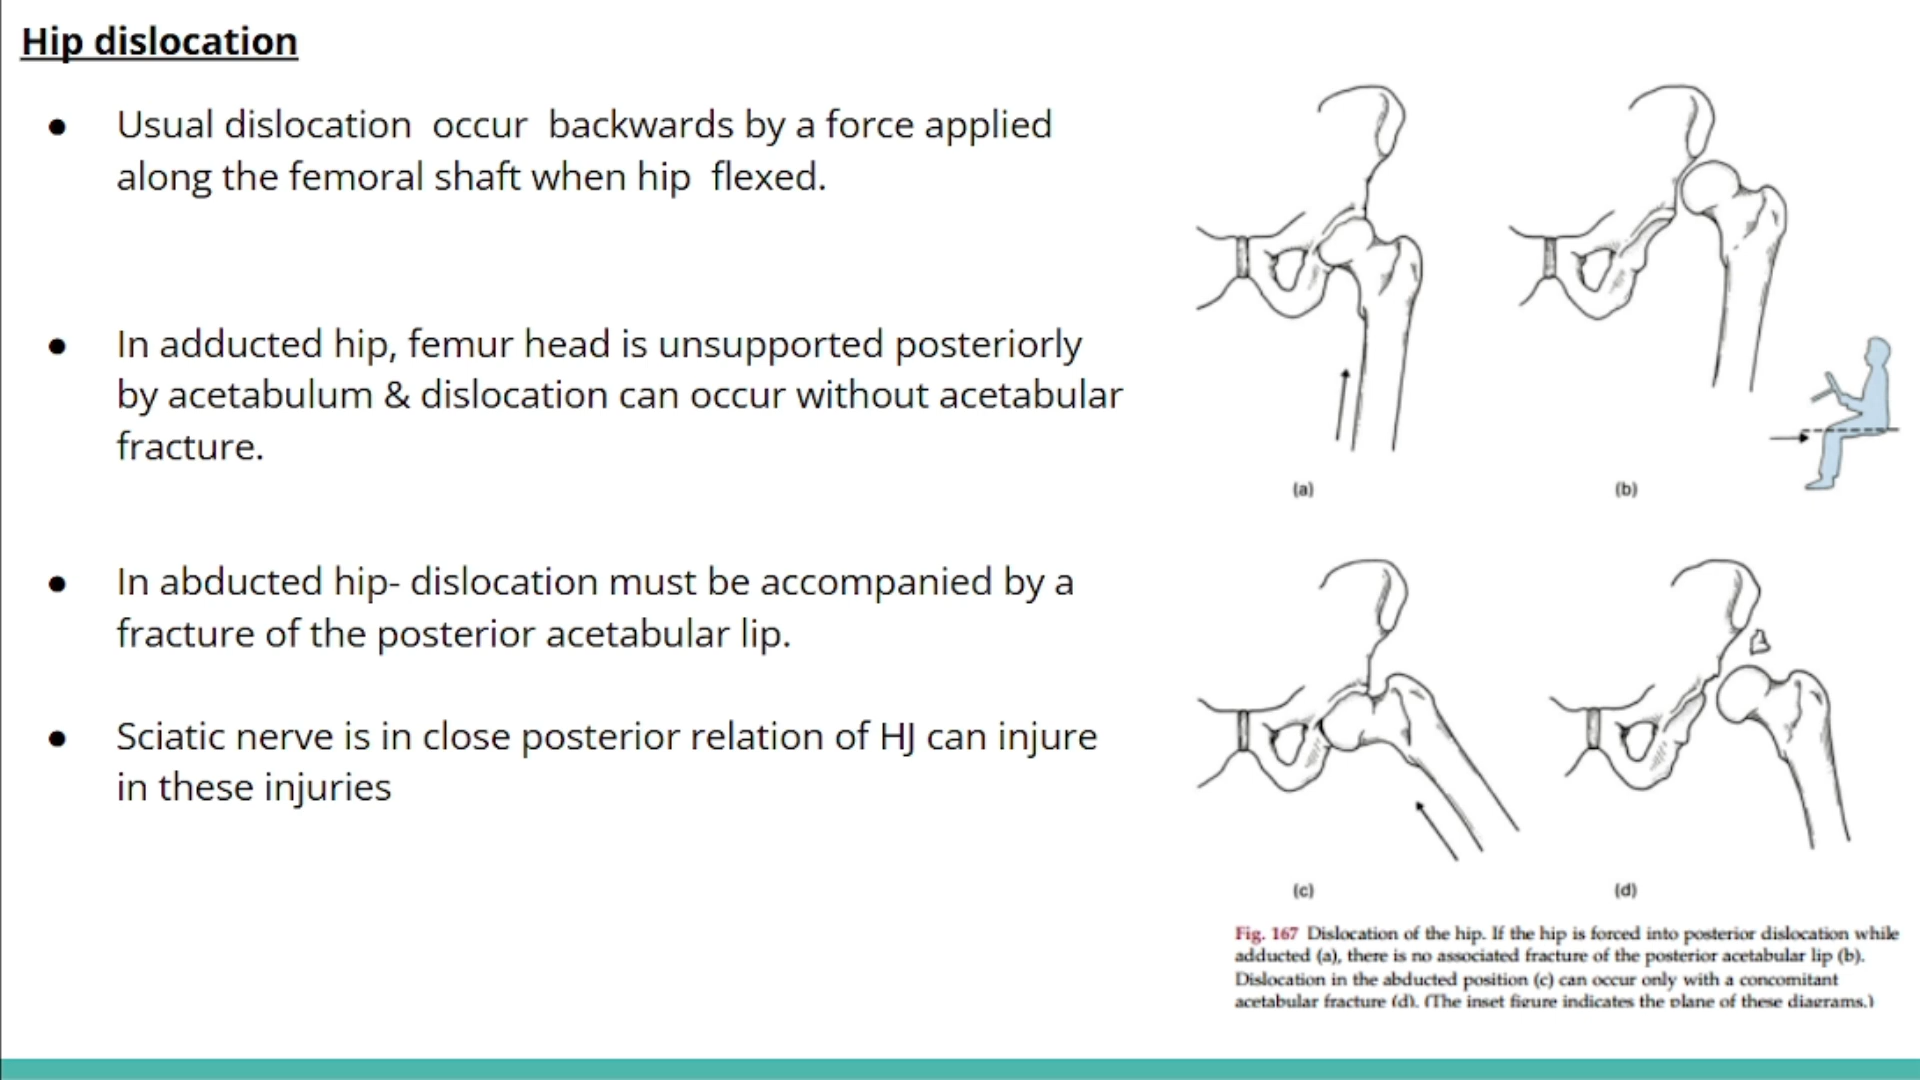 Hip dislocation
● Usual dislocation occur backwards by a force applied
along the femoral shaft when hip flexed.
● In adducted hip, femur head is unsupported posteriorly
by acetabulum & dislocation can occur without acetabular
fracture.
● In abducted hip- dislocation must be accompanied by a
fracture of the posterior acetabular lip.
● Sciatic nerve is in close posterior relation of HJ can injure
in these injuries
(a)
(b)
(c)
(d)
Fig. 167 Dislocation of the hip. If the hip is forced into posterior dislocation while
adducted (a), there is no associated fracture of the posterior acetabular lip (b).
Dislocation in the abducted position (c) can occur only with a concomitant
acetabular fracture (d). (The inset figure indicates the plane of these diagrams.)